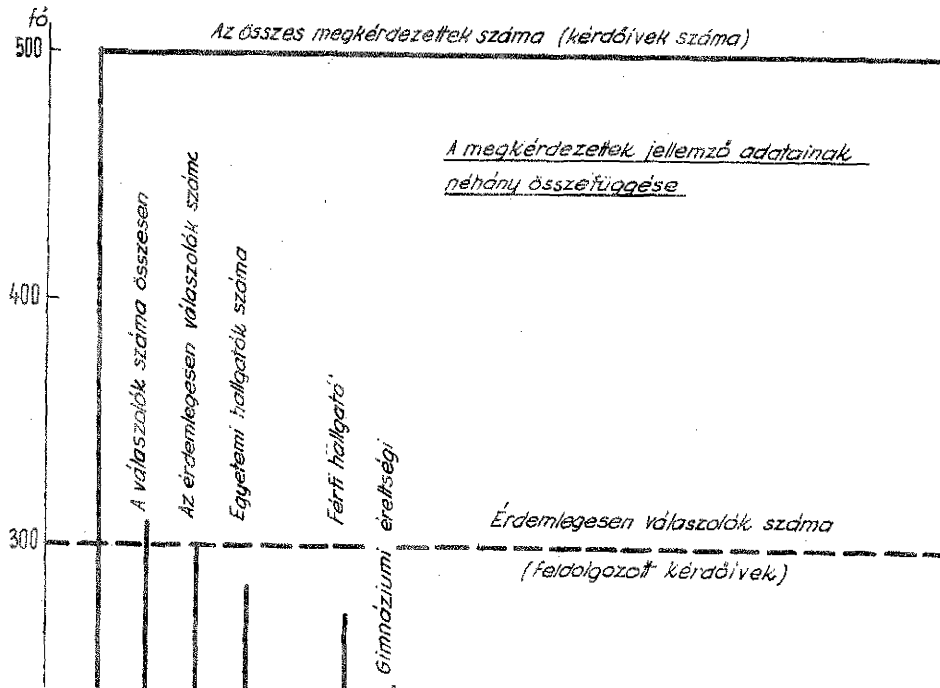 fő
500
Az összes megkérdezettek száma (kérdőívek száma)
A megkérdezettek jellemző adatainak
néhány összefüggése
400
300
A válaszolók száma összesen
Az érdemlegesen válaszolók száma
Egyetemi hallgatók száma
Férfi hallgató
Gimnáziumi érettségi
Érdemlegesen válaszolók száma
(feldolgozott kérdőívek)